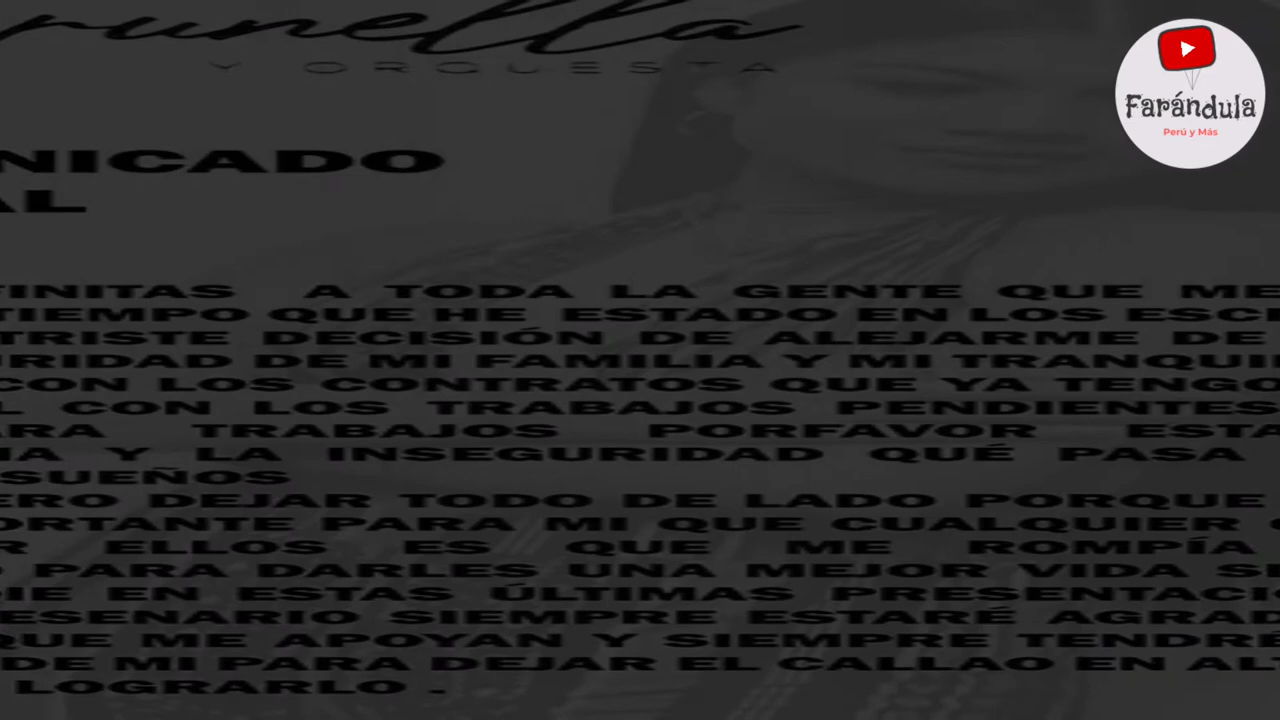 runella
Y ORQUESTA
Farándula
Perú y Más
NICADO
AL
FINITAS A TODA LA GENTE QUE ME
TIEMPO QUE HE ESTADO EN LOS ESC
TRISTE DECISIÓN DE ALEJARME DE
RIDAD DE MI FAMILIA Y MI TRANQUI
CON LOS CONTRATOS QUE YA TENGO
L CON LOS TRABAJOS PENDIENTES
ARA TRABAJOS PORFAVOR ESTA
IA Y LA INSEGURIDAD QUÉ PASA
SUEÑOS
ERO DEJAR TODO DE LADO PORQUE
ORTANTE PARA MI QUE CUALQUIER
R ELLOS ES QUE ME ROMPÍA
PARA DARLES UNA MEJOR VIDA
IE EN ESTAS ÚLTIMAS PRESENTACI
ESENARIO SIEMPRE ESTARÉ AGRAD
QUE ME APOYAN Y SIEMPRE TENDRÉ
DE MI PARA DEJAR EL CALLAO EN AL
LOGRARLO .